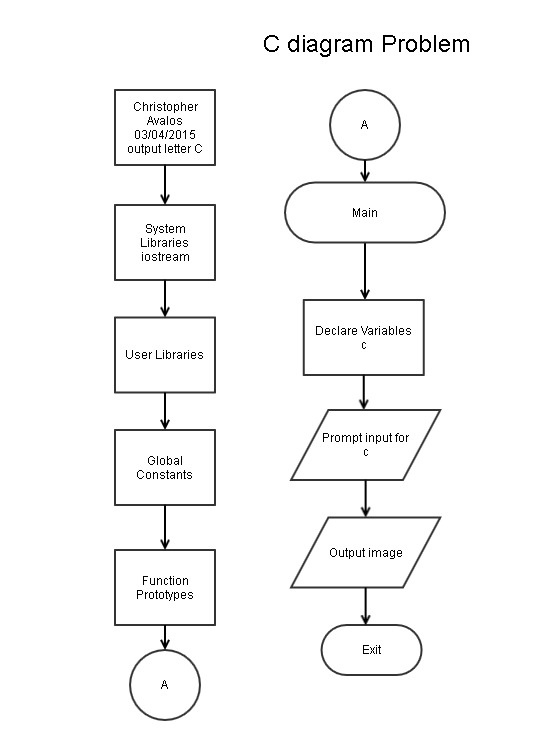 C diagram Problem
Christopher
Avalos
03/04/2015
output letter C
System
Libraries
iostream
User Libraries
Global
Constants
Function
Prototypes
A
A
Main
Declare Variables
c
Prompt input for
c
Output image
Exit